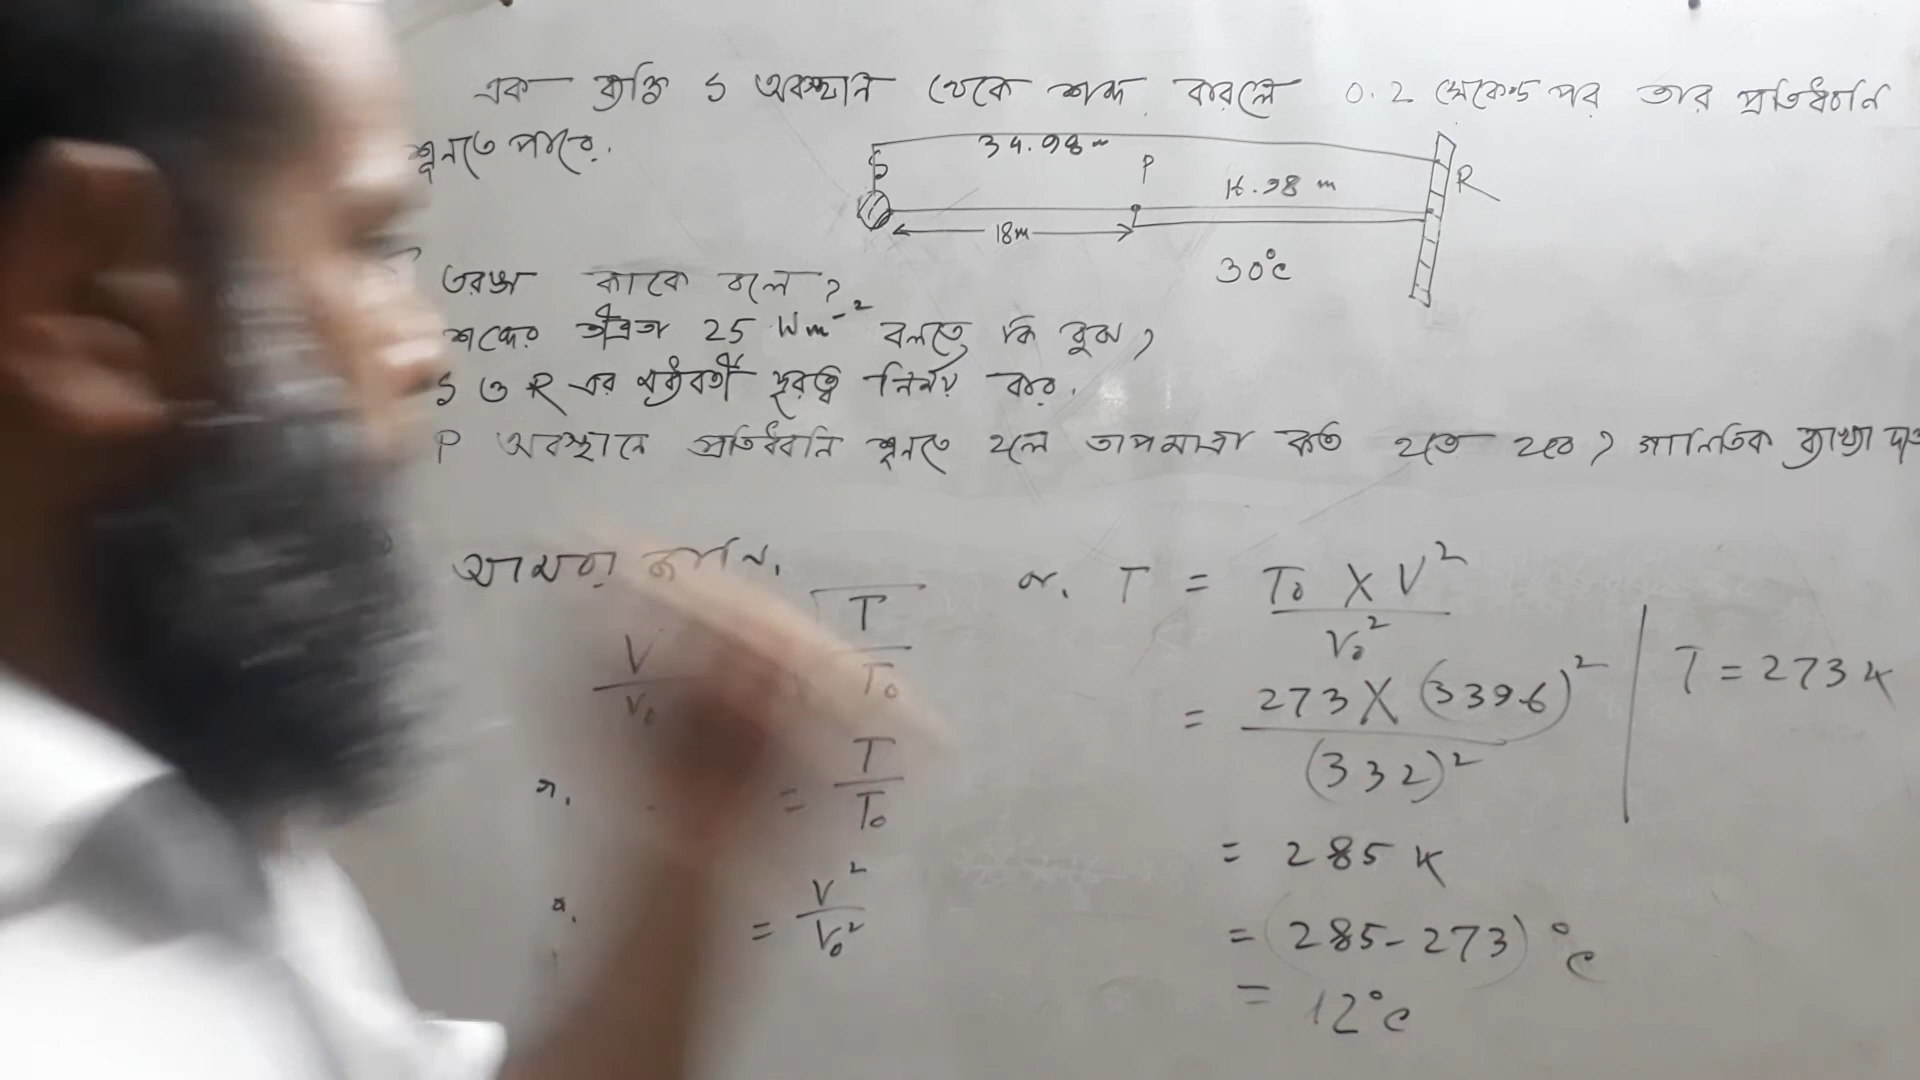 এক ব্যক্তি S অবস্থান থেকে শব্দ করলে 0.2 সেকেন্ড পর তার প্রতিধ্বনি
শুনতে পারে.
34.98 m
S
P
R
16.98 m
18m
30°c
তরঙ্গ কাকে বলে?
শব্দের তীব্রতা 25 Wm⁻² বলতে কি বুঝ?
S ও R এর মধ্যবর্তী দূরত্ব নির্ণয় কর.
P অবস্থানে প্রতিধ্বনি শুনতে হলে তাপমাত্রা কত হতে হবে? গানিতিক ব্যাখ্যা
আমরা জানি,
V/V₀ √T/T₀
বা, = T/T₀
বা, = V²/V₀²
বা, T = T₀ X V²/V₀²
= 273 X (339.6)²/(332)²
= 285 K
= (285-273)°c
= 12°c
T = 273 K